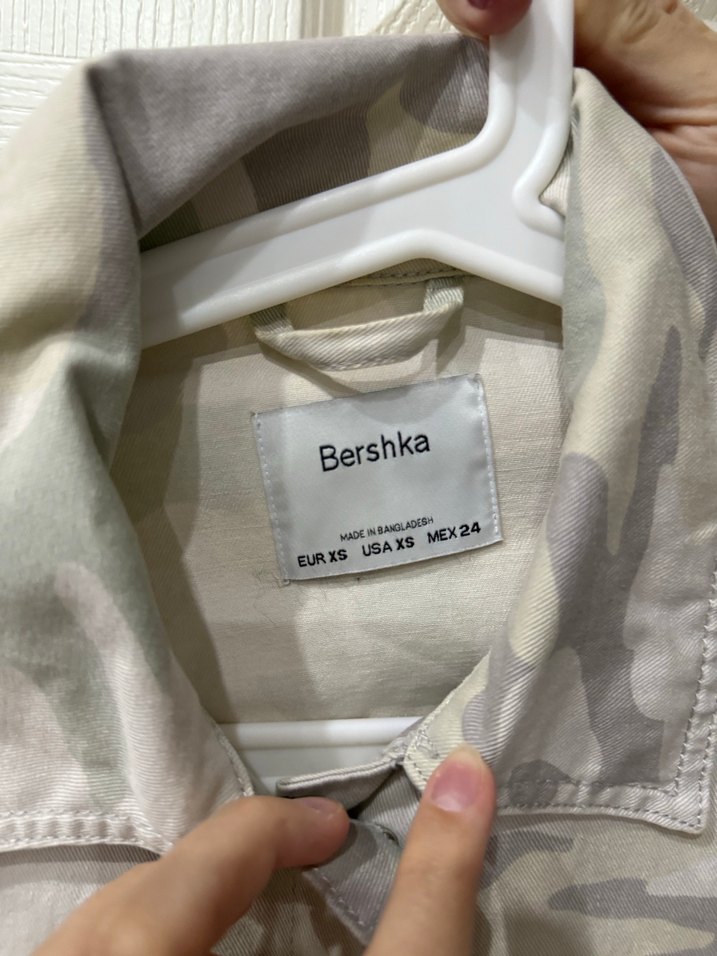 Bershka
MADE IN BANGLADESH
EUR XS USA XS MEX 24